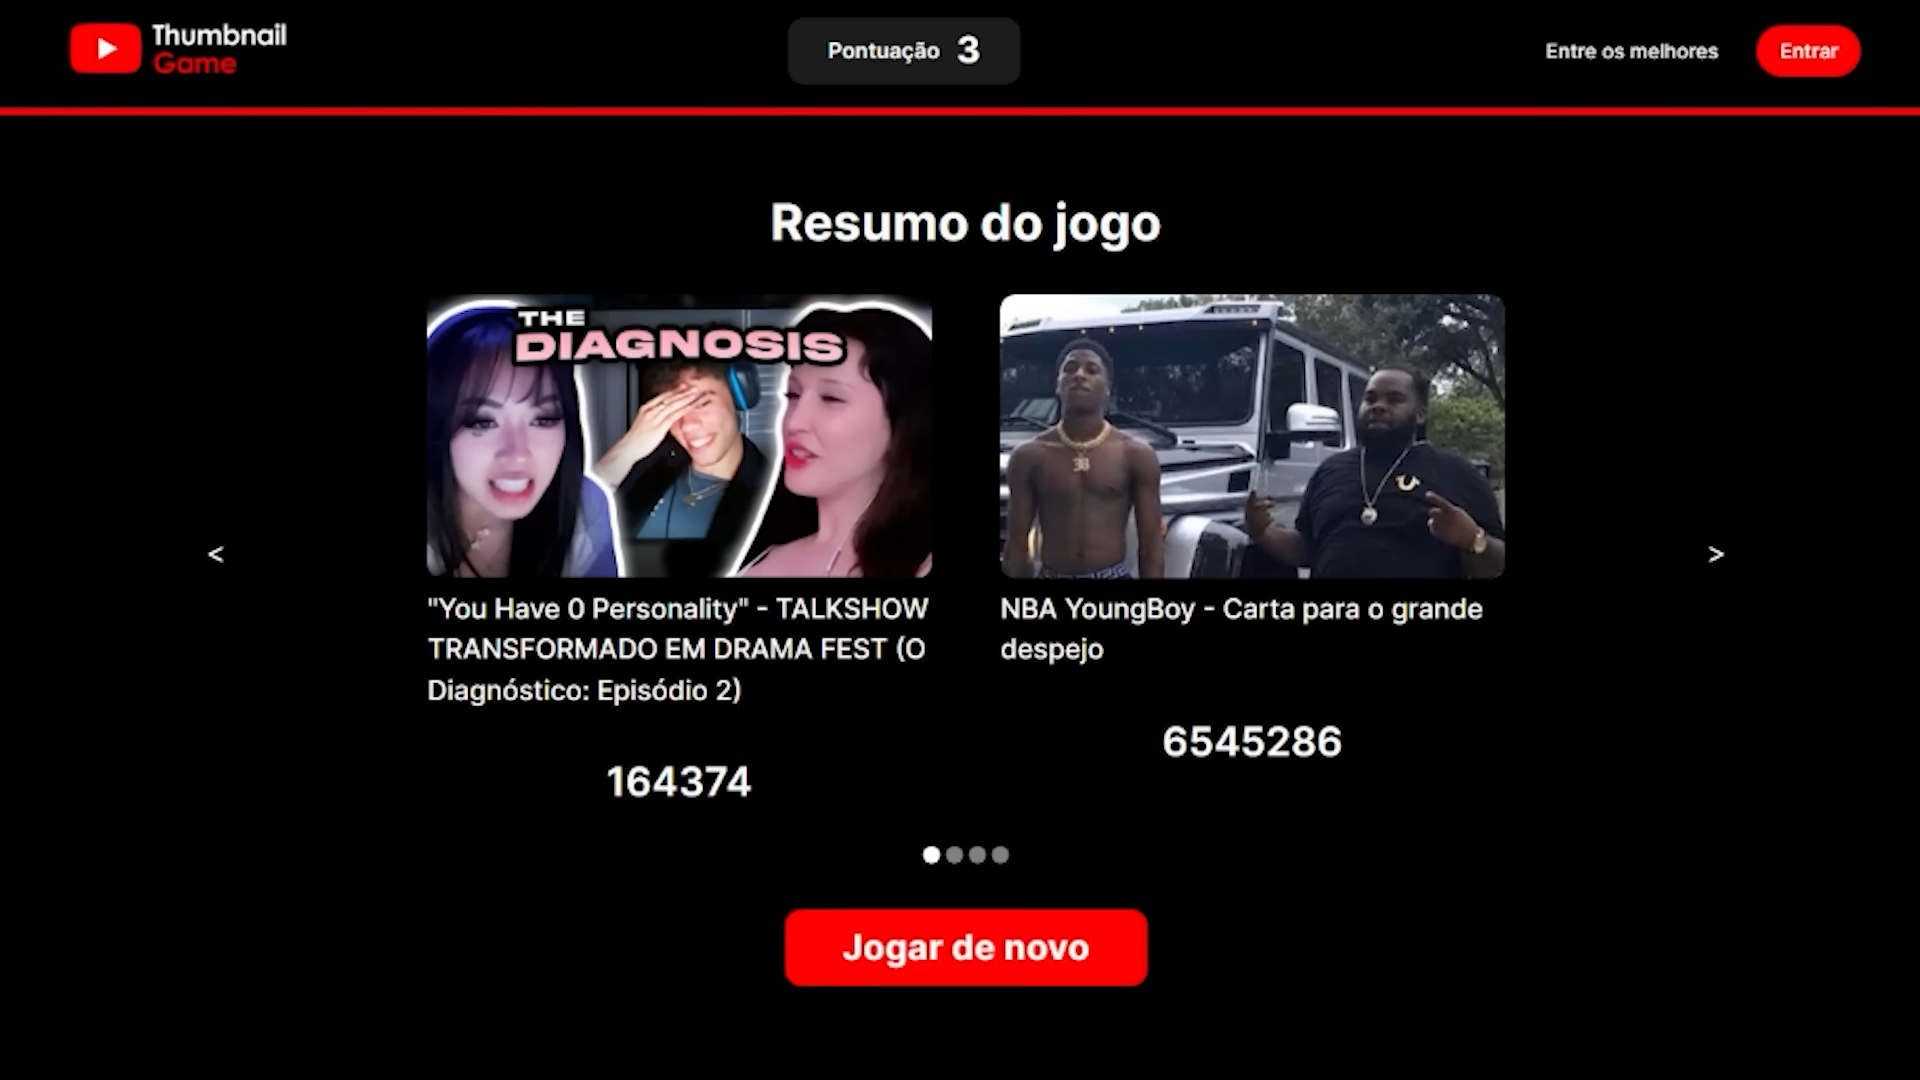 Thumbnail
Game
Pontuação 3
Entre os melhores
Entrar
Resumo do jogo
THE
DIAGNOSIS
38
<
>
"You Have 0 Personality" - TALKSHOW
TRANSFORMADO EM DRAMA FEST (O
Diagnóstico: Episódio 2)
164374
NBA YoungBoy - Carta para o grande
despejo
6545286
Jogar de novo